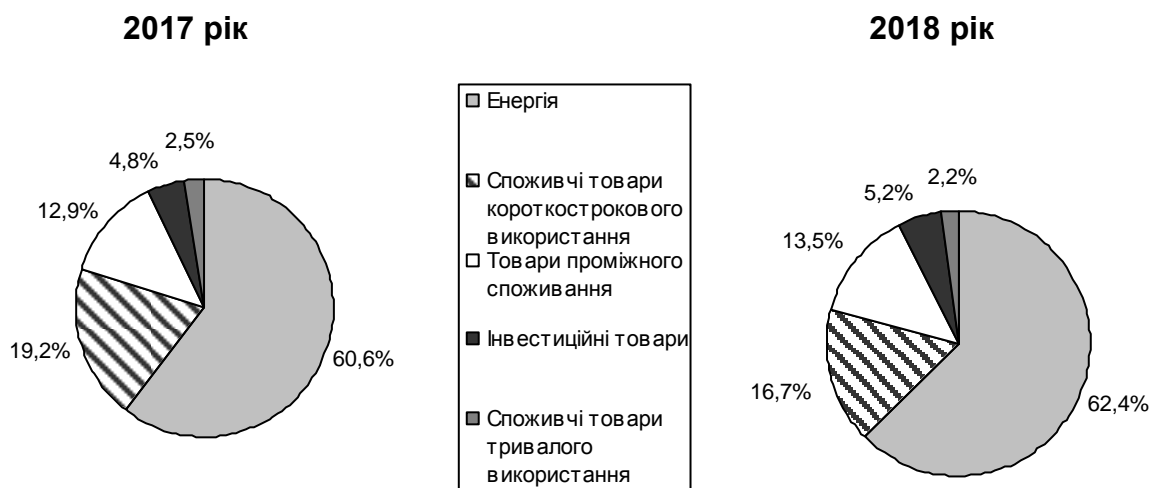 2017 рік
2,5%
4,8%
12,9%
19,2%
60,6%
Енергія
Споживчі товари
короткострокового
використання
Товари проміжного
споживання
Інвестиційні товари
Споживчі товари
тривалого
використання
2018 рік
2,2%
5,2%
13,5%
16,7%
62,4%